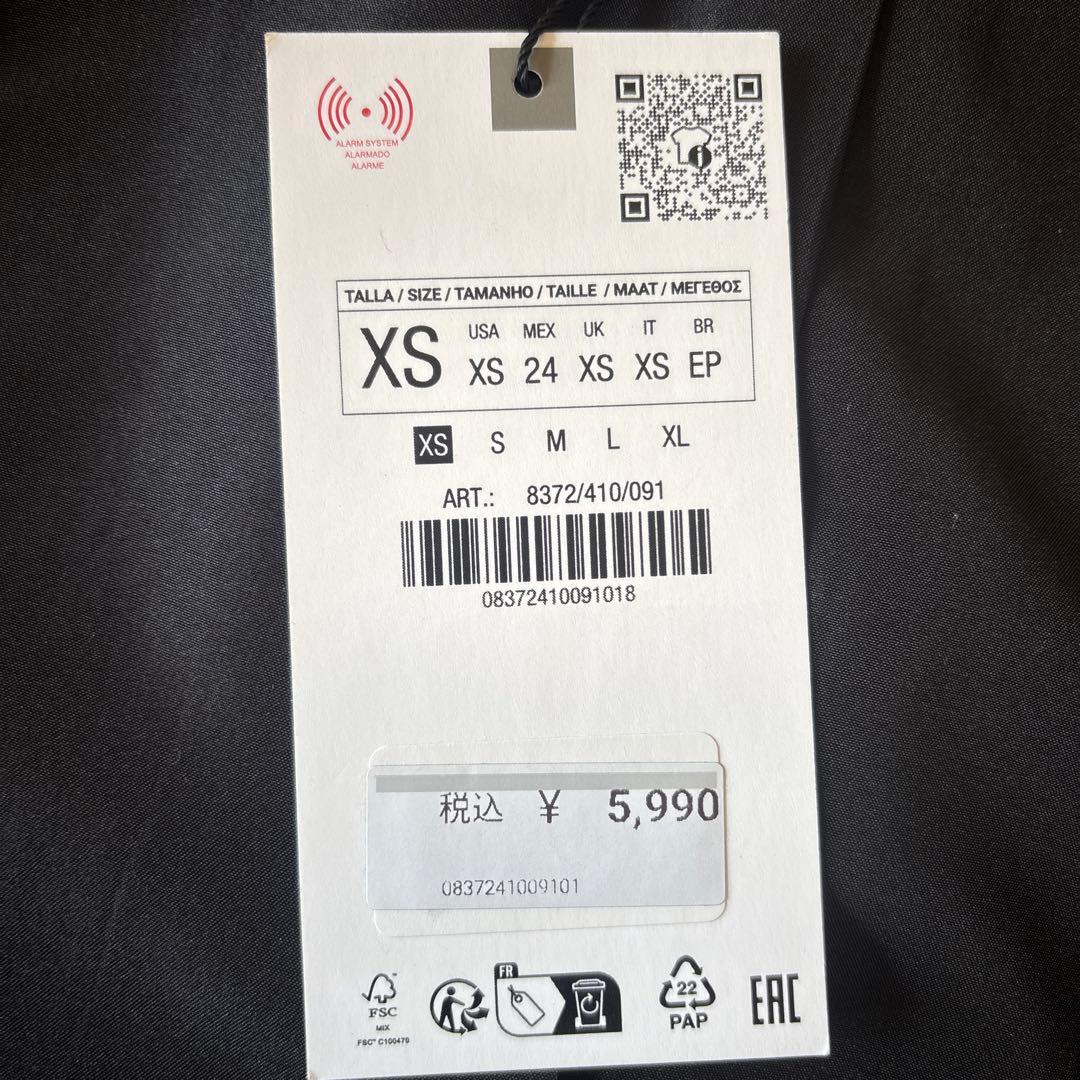 ALARM SYSTEM
ALARMADO
ALARME
TALLA / SIZE / TAMANHO / TAILLE / MAAT / ΜΕΓΕΘΟΣ
XS
USA MEX UK IT BR
XS 24 XS XS EP
XS S M L XL
ART.: 8372/410/091
08372410091018
税込 ¥ 5,990
0837241009101
FR
FSC
MIX
FSC™ C100470
22
PAP
EAC